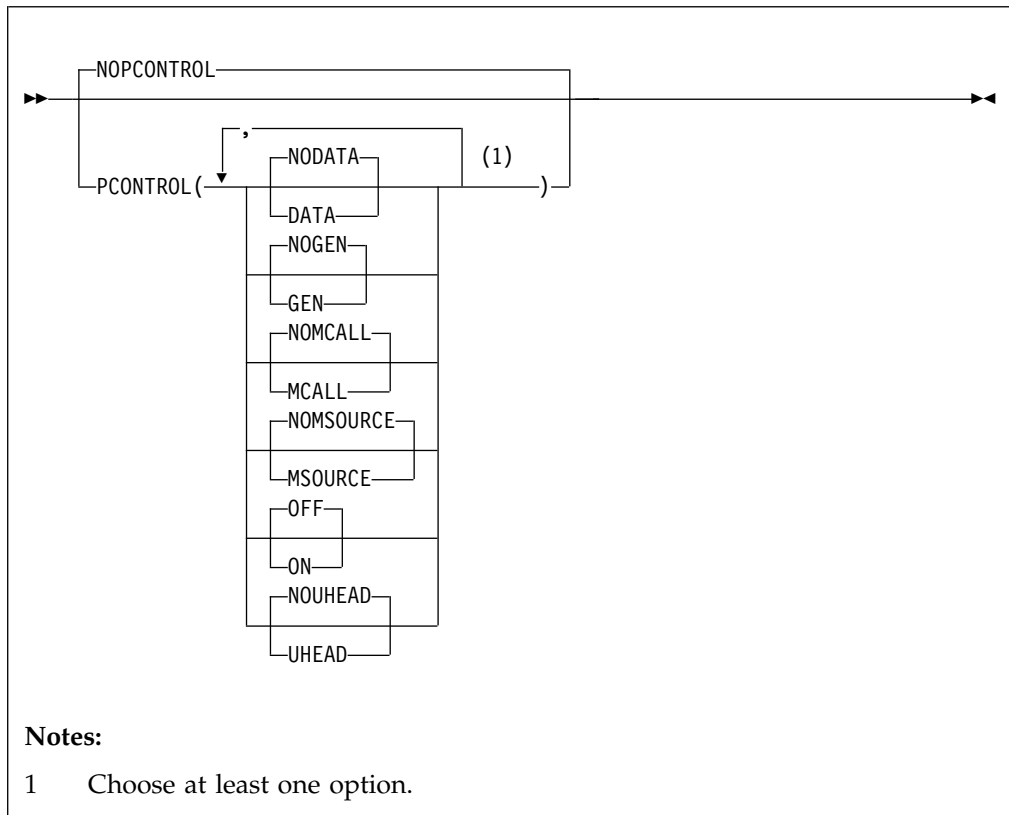 NOPCONTROL
,
NODATA (1)
PCONTROL( )
DATA
NOGEN
GEN
NOMCALL
MCALL
NOMSOURCE
MSOURCE
OFF
ON
NOUHEAD
UHEAD
Notes:
1 Choose at least one option.